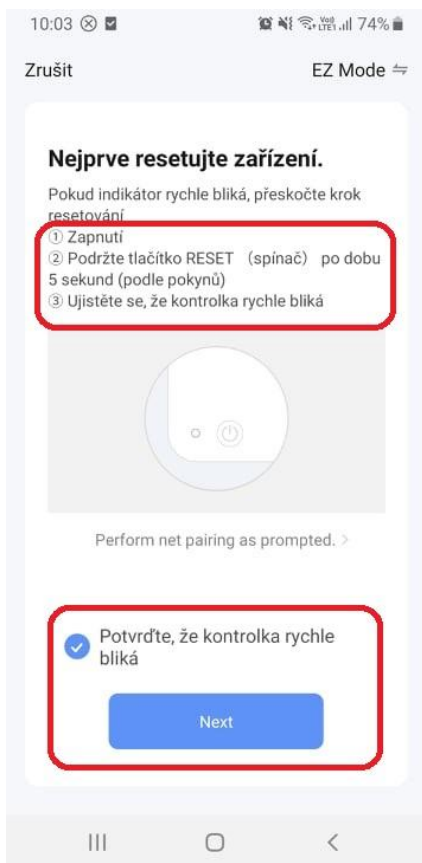 10:03 74%
Zrušit EZ Mode
Nejprve resetujte zařízení.
Pokud indikátor rychle bliká, přeskočte krok
resetování
① Zapnutí
② Podržte tlačítko RESET （spínač） po dobu
5 sekund (podle pokynů)
③ Ujistěte se, že kontrolka rychle bliká
Perform net pairing as prompted. >
Potvrďte, že kontrolka rychle
bliká
Next